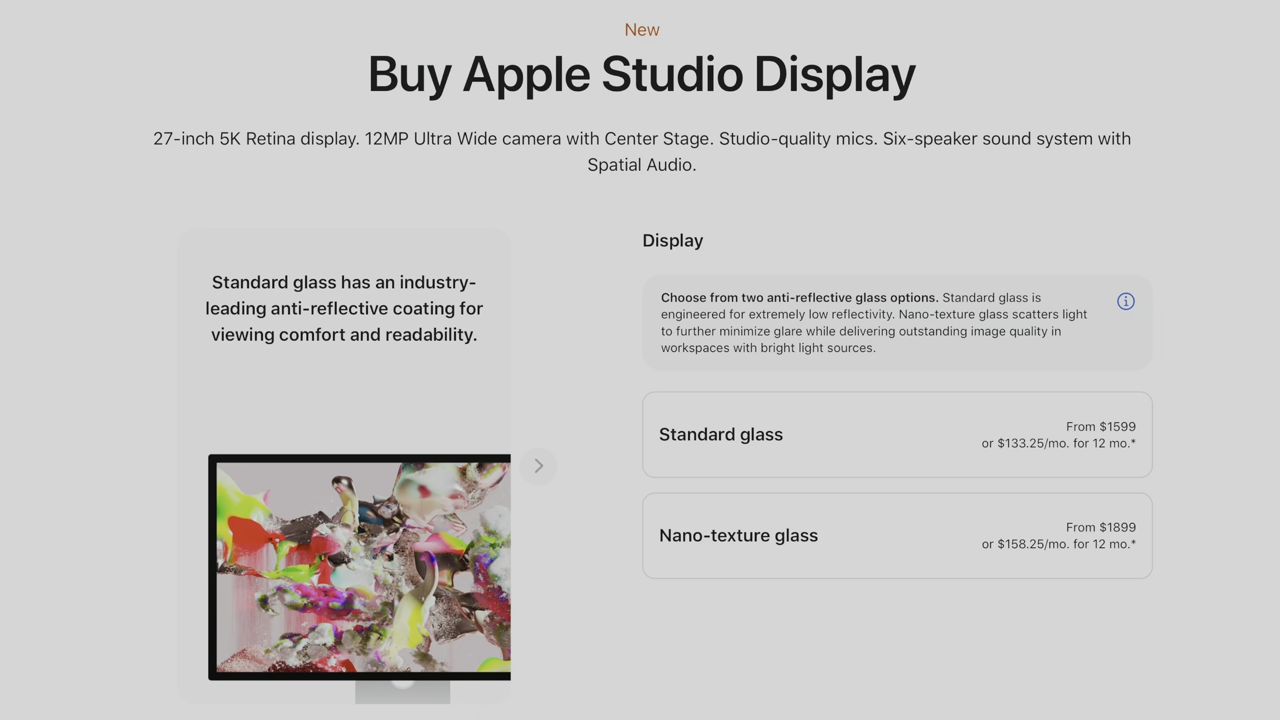 New
Buy Apple Studio Display
27-inch 5K Retina display. 12MP Ultra Wide camera with Center Stage. Studio-quality mics. Six-speaker sound system with
Spatial Audio.
Standard glass has an industry-
leading anti-reflective coating for
viewing comfort and readability.
Display
Choose from two anti-reflective glass options. Standard glass is
engineered for extremely low reflectivity. Nano-texture glass scatters light
to further minimize glare while delivering outstanding image quality in
workspaces with bright light sources.
Standard glass
From $1599
or $133.25/mo. for 12 mo.*
Nano-texture glass
From $1899
or $158.25/mo. for 12 mo.*